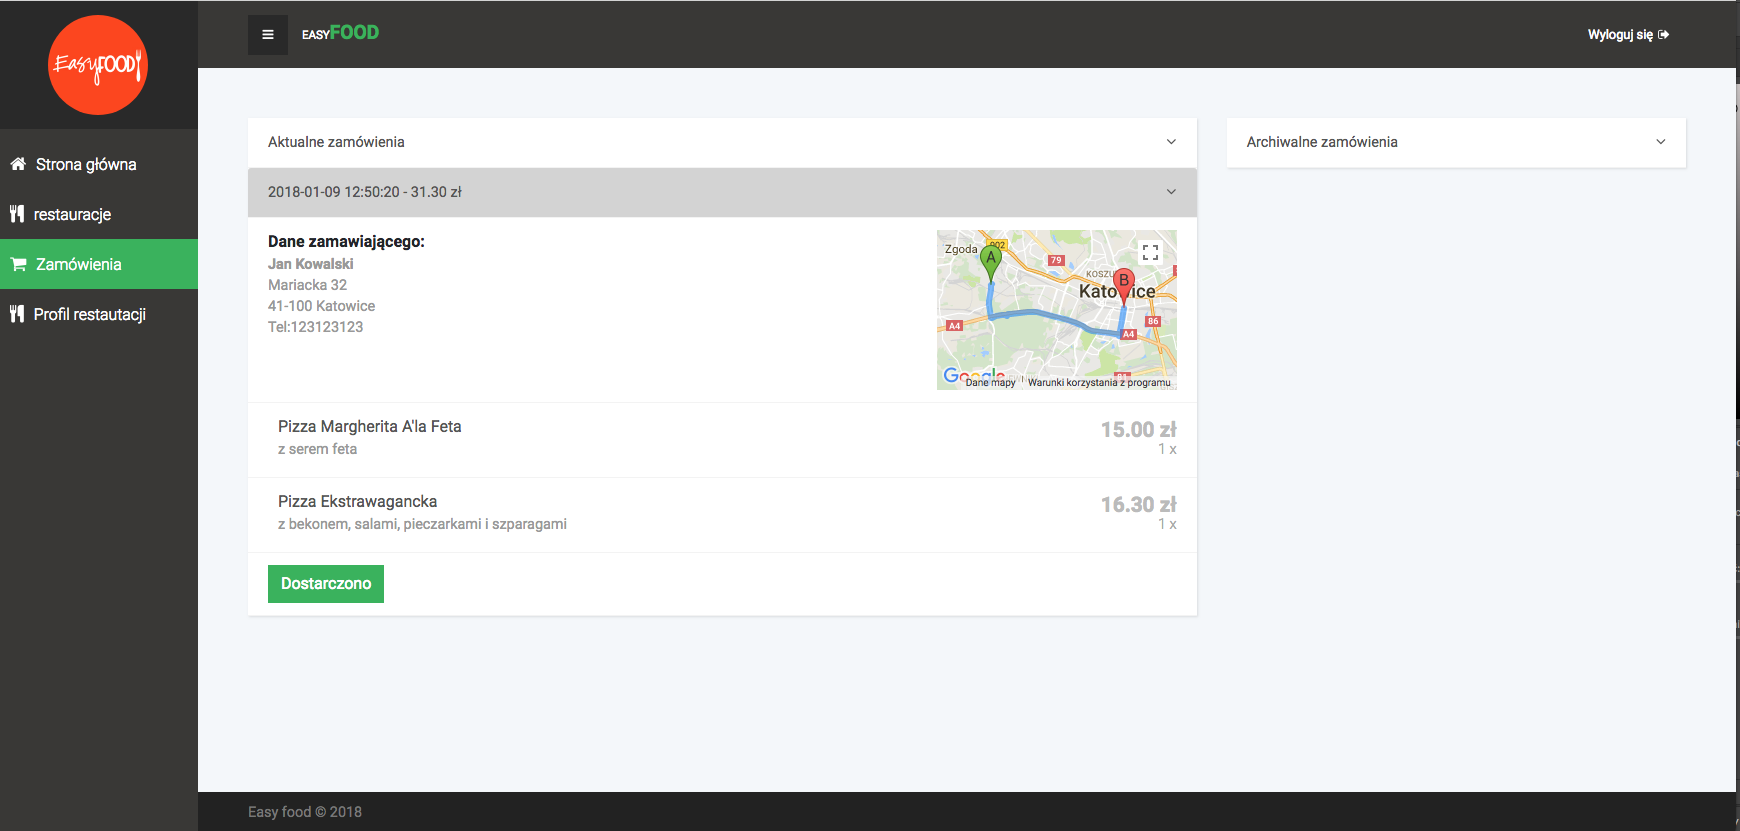 EasyFOOD
EASYFOOD
Wyloguj się
Strona główna
restauracje
Zamówienia
Profil restautacji
Aktualne zamówienia
2018-01-09 12:50:20 - 31.30 zł
Dane zamawiającego:
Jan Kowalski
Mariacka 32
41-100 Katowice
Tel:123123123
Zgoda
902
79
KOSZU
A
B
Katowice
A4
86
A4
Google
Dane mapy
Warunki korzystania z programu
Pizza Margherita A'la Feta
15.00 zł
z serem feta
1 x
Pizza Ekstrawagancka
16.30 zł
z bekonem, salami, pieczarkami i szparagami
1 x
Dostarczono
Archiwalne zamówienia
Easy food © 2018